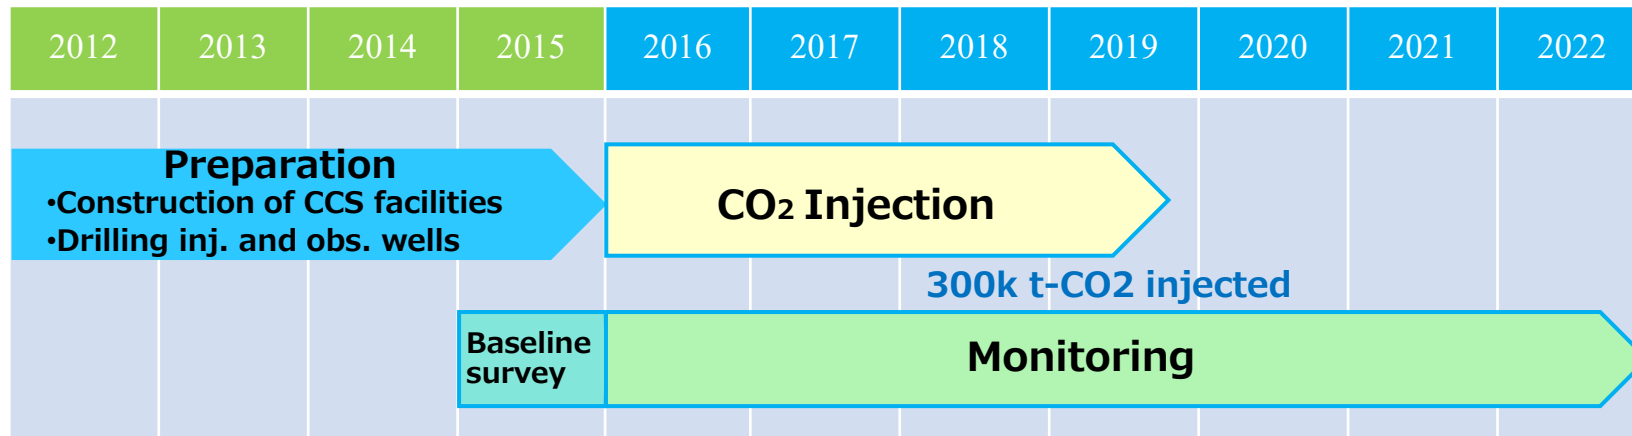 2012 2013 2014 2015 2016 2017 2018 2019 2020 2021 2022
Preparation
•Construction of CCS facilities
•Drilling inj. and obs. wells
CO₂ Injection
300k t-CO2 injected
Baseline
survey
Monitoring